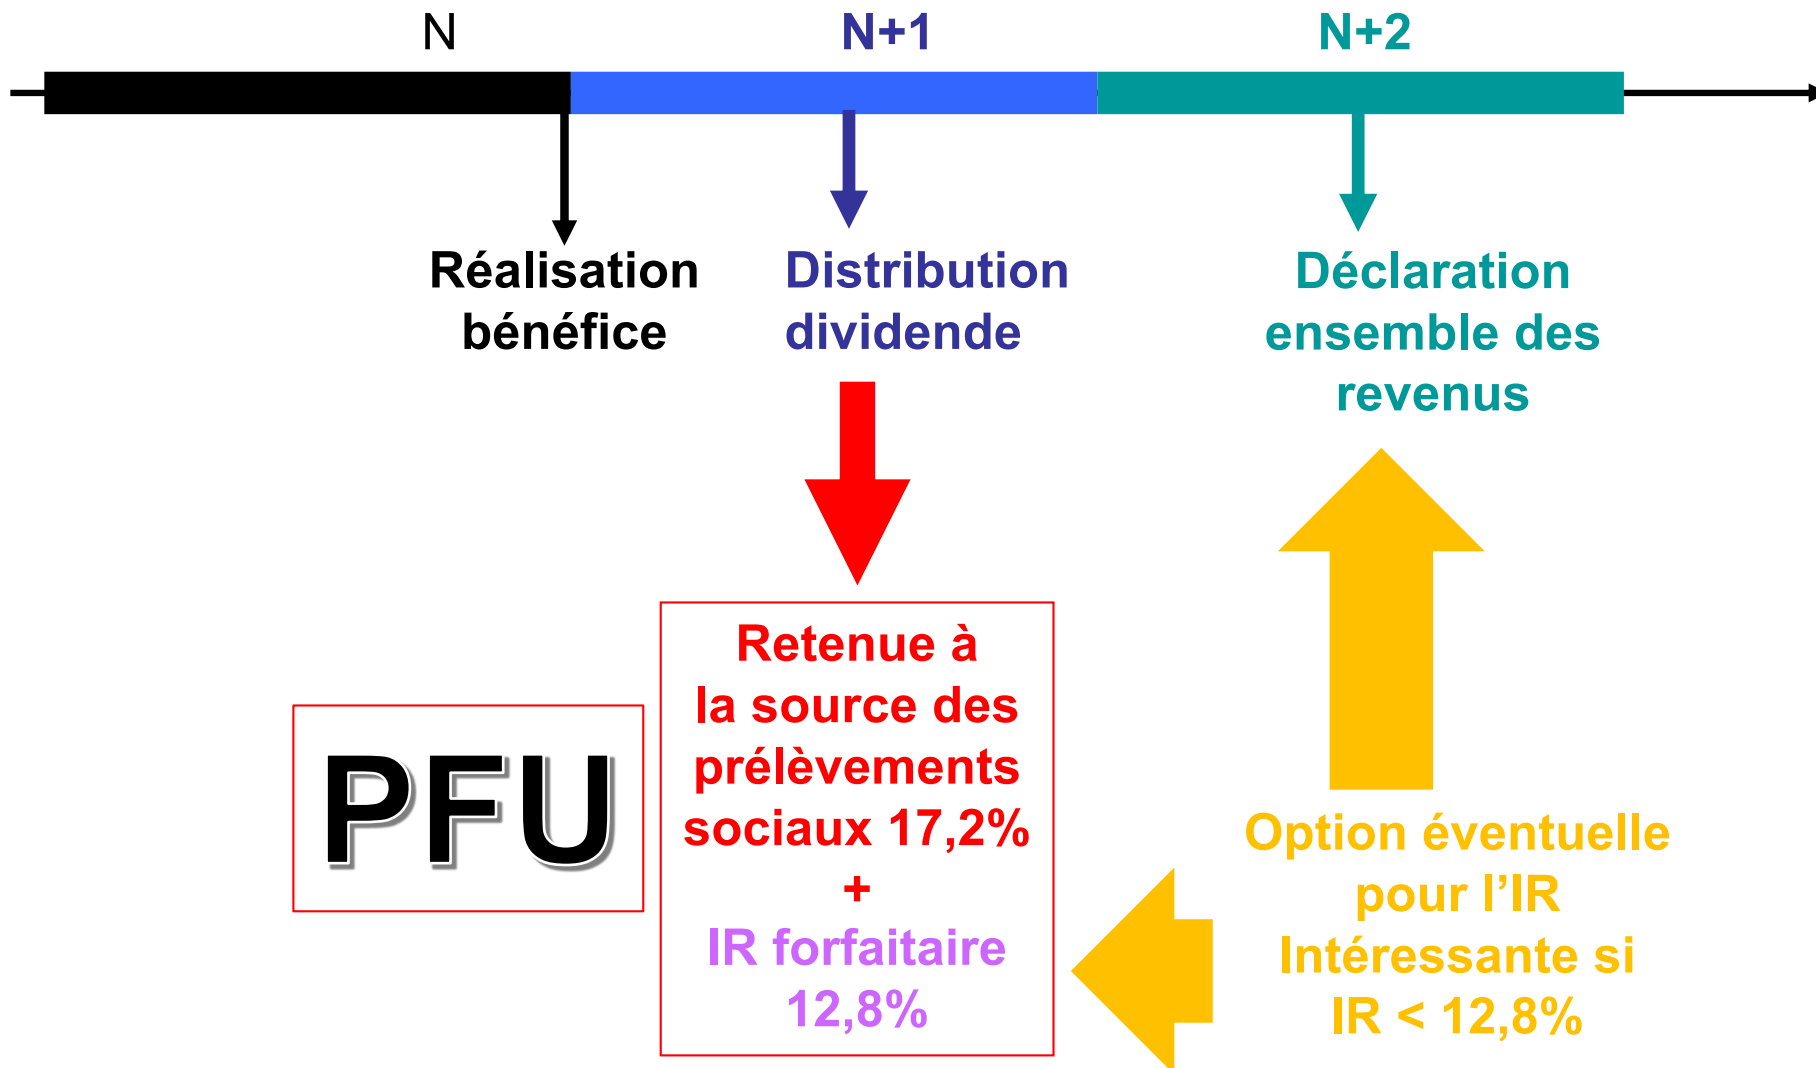 N
N+1
N+2
Réalisation
bénéfice
Distribution
dividende
Déclaration
ensemble des
revenus
PFU
Retenue à
la source des
prélèvements
sociaux 17,2%
+
IR forfaitaire
12,8%
Option éventuelle
pour l’IR
Intéressante si
IR < 12,8%